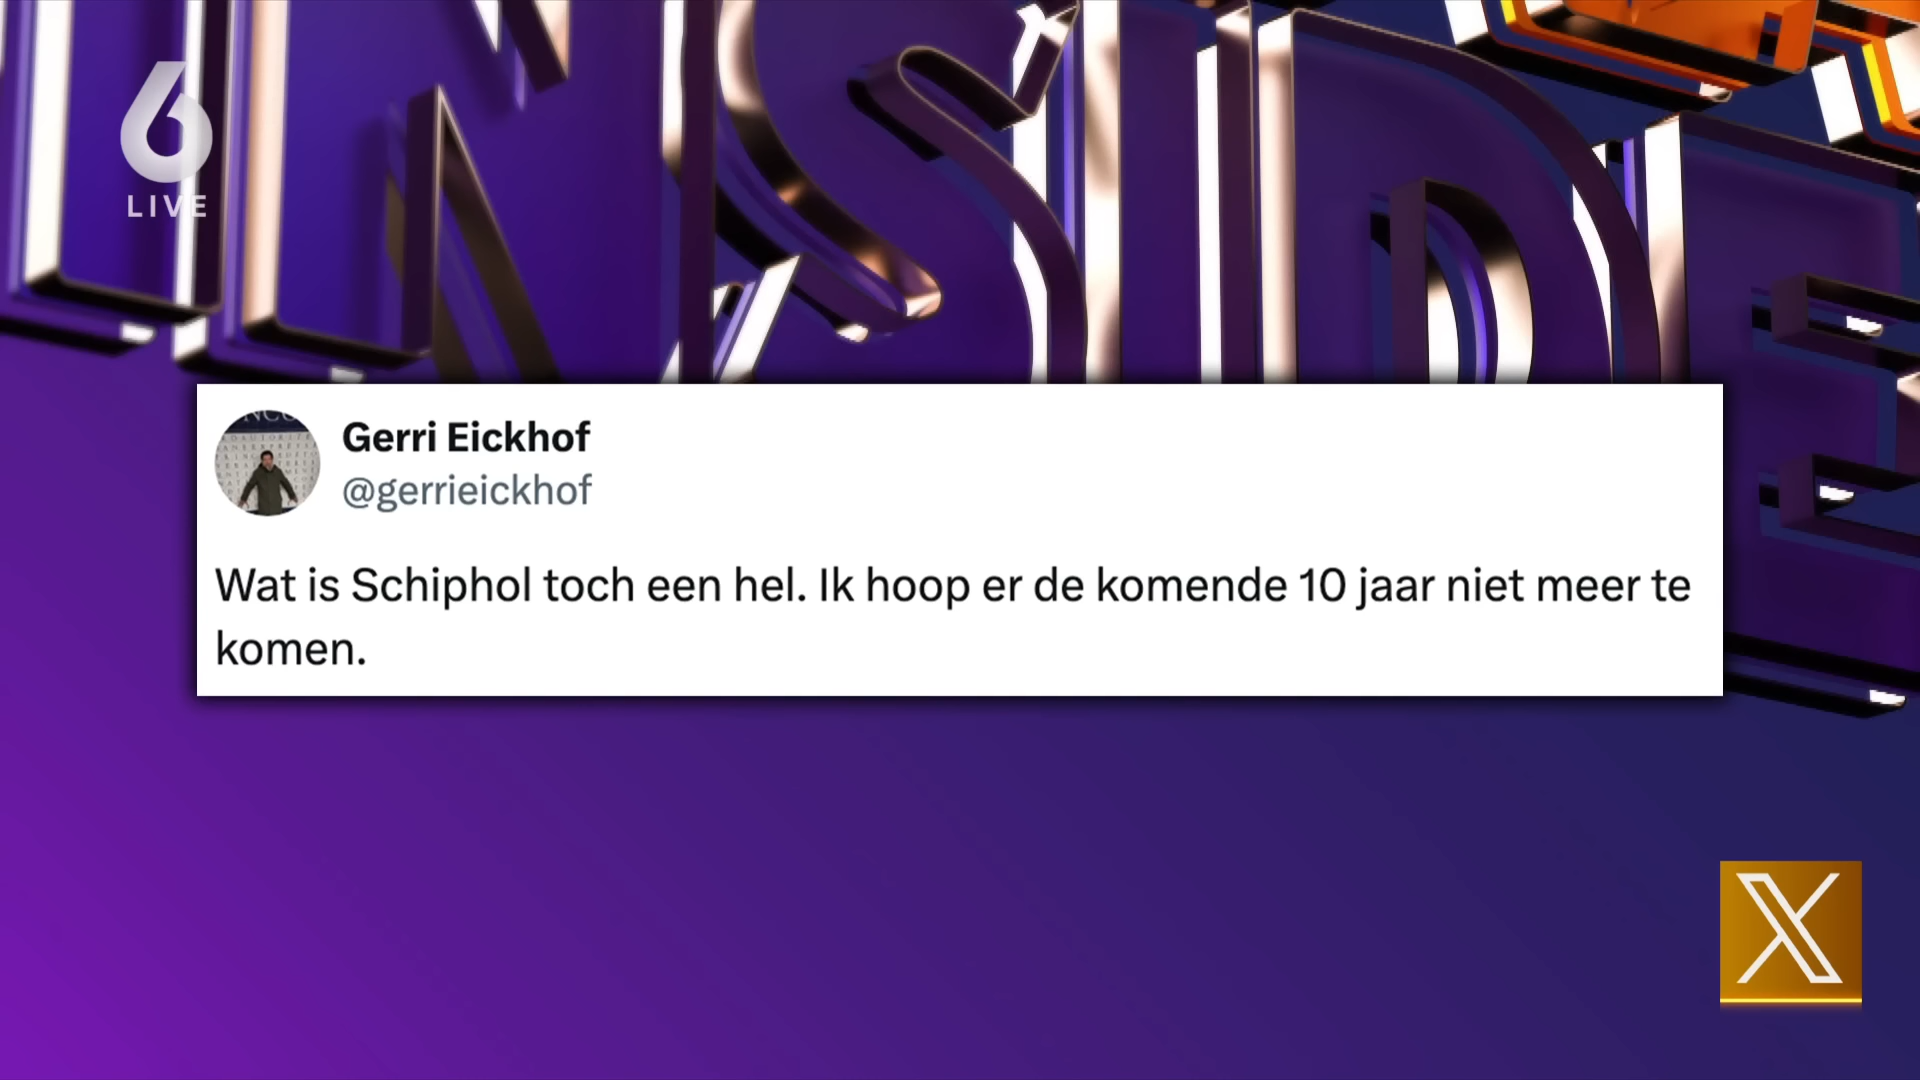 INSIDE
6
LIVE
Gerri Eickhof
@gerrieickhof
Wat is Schiphol toch een hel. Ik hoop er de komende 10 jaar niet meer te
komen.
X